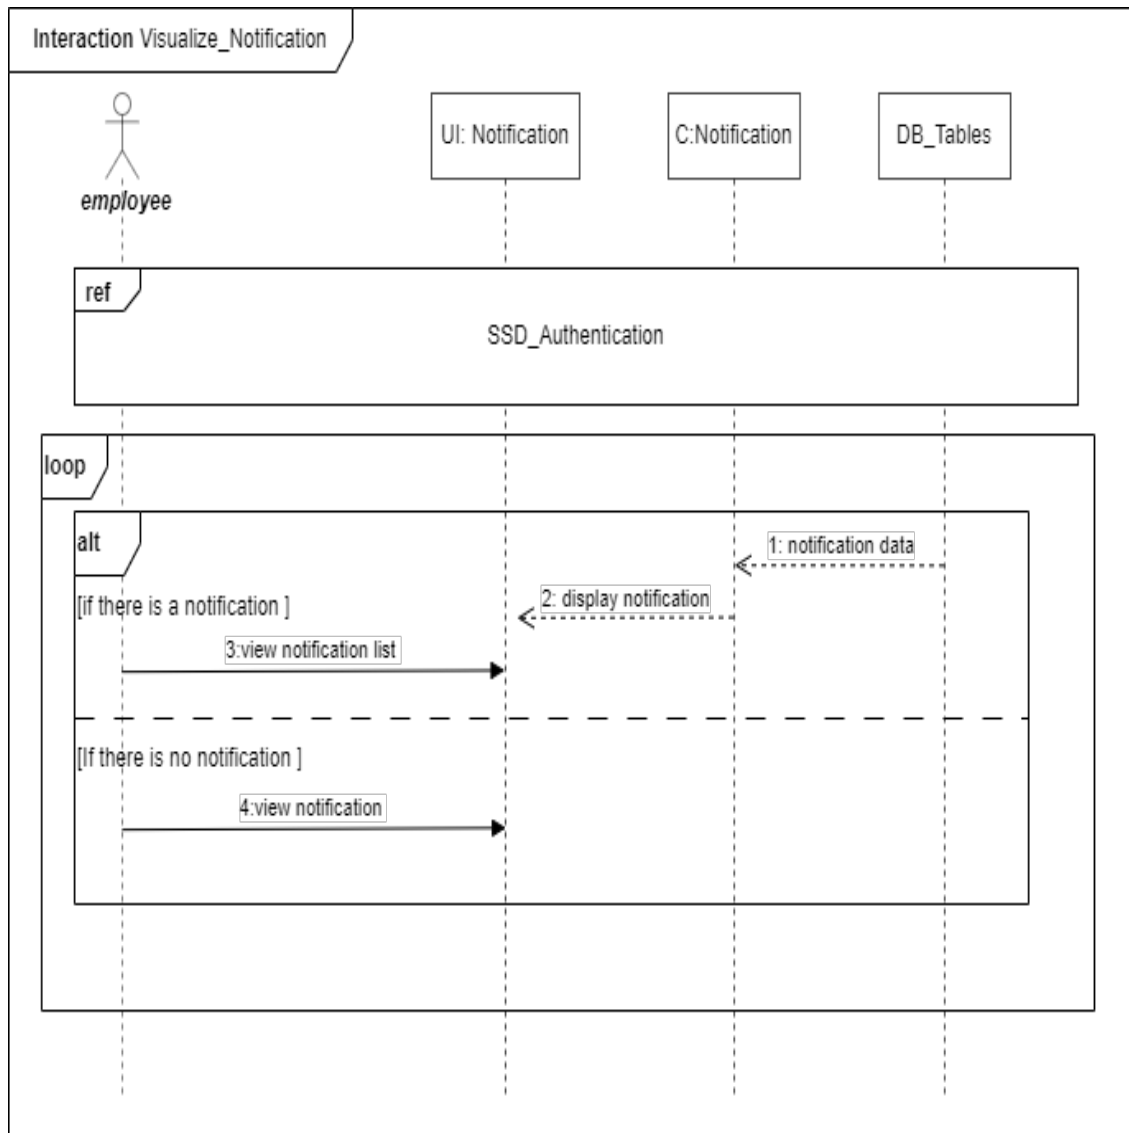 Interaction Visualize_Notification
employee
UI: Notification
C:Notification
DB_Tables
ref
SSD_Authentication
loop
alt
1: notification data
2: display notification
[if there is a notification ]
3:view notification list
[If there is no notification ]
4:view notification